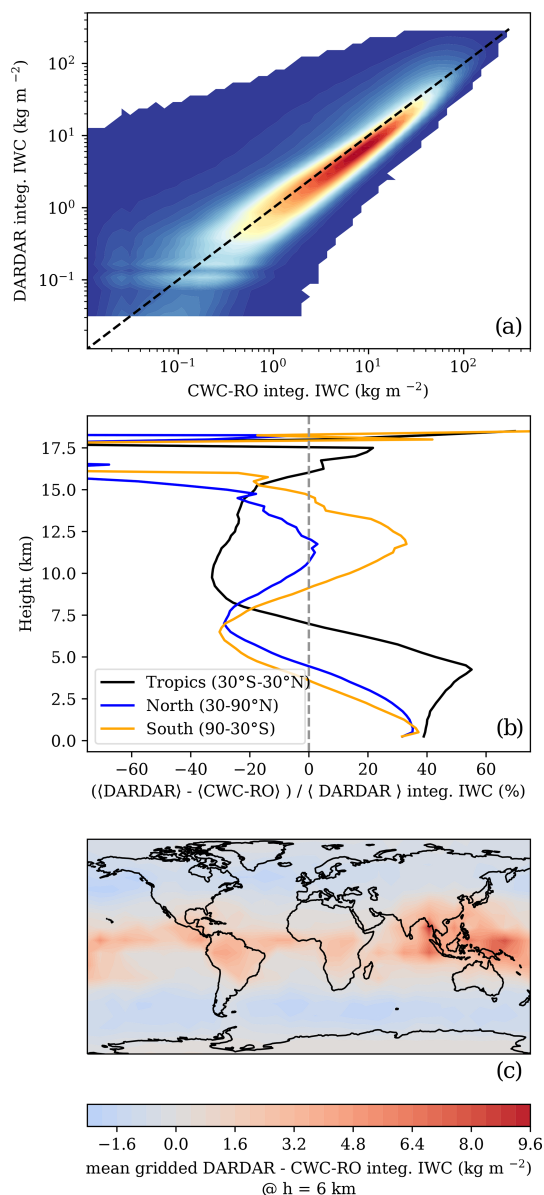 10²
10¹
10⁰
10⁻¹
DARDAR integ. IWC (kg m ⁻²)
(a)
10⁻¹ 10⁰ 10¹ 10²
CWC-RO integ. IWC (kg m ⁻²)
17.5
15.0
12.5
10.0
7.5
5.0
2.5
0.0
Height (km)
Tropics (30°S-30°N)
North (30-90°N)
South (90-30°S)
(b)
−60 −40 −20 0 20 40 60
(⟨DARDAR⟩ - ⟨CWC-RO⟩ ) / ⟨ DARDAR ⟩ integ. IWC (%)
(c)
−1.6 0.0 1.6 3.2 4.8 6.4 8.0 9.6
mean gridded DARDAR - CWC-RO integ. IWC (kg m ⁻²)
@ h = 6 km